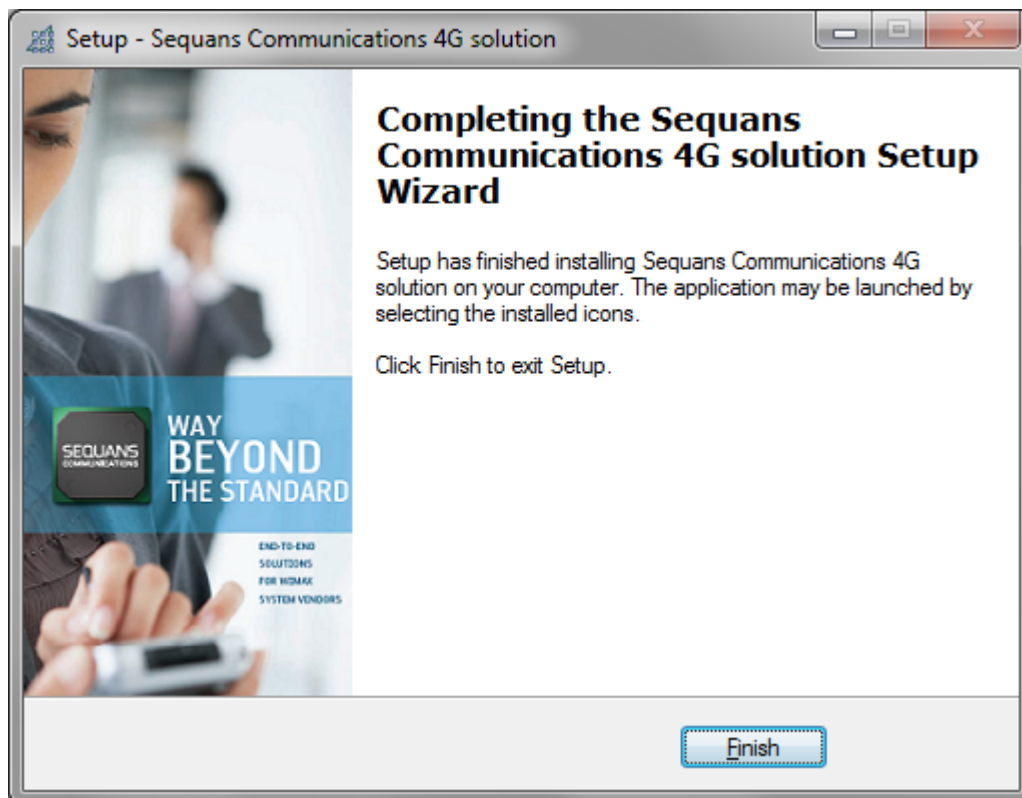 Setup - Sequans Communications 4G solution
Completing the Sequans
Communications 4G solution Setup
Wizard
Setup has finished installing Sequans Communications 4G
solution on your computer. The application may be launched by
selecting the installed icons.
Click Finish to exit Setup.
SEQUANS
COMMUNICATIONS
WAY
BEYOND
THE STANDARD
END-TO-END
SOLUTIONS
FOR WIMAX
SYSTEM VENDORS
Finish